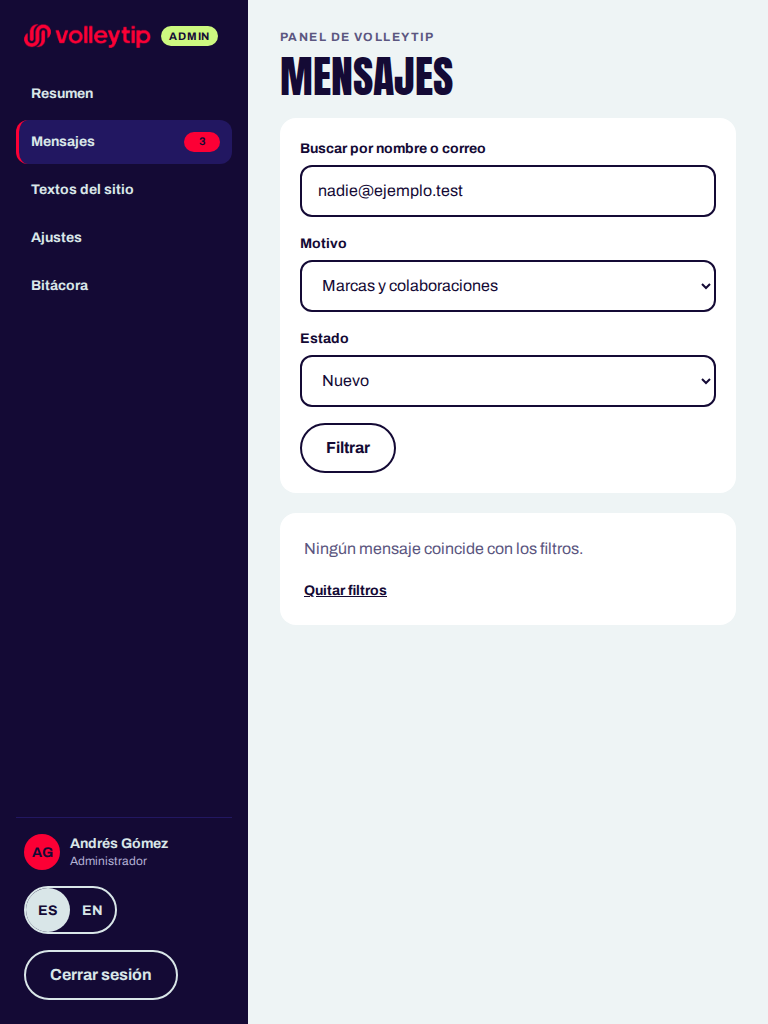 volleytip ADMIN
Resumen
Mensajes 3
Textos del sitio
Ajustes
Bitácora
AG Andrés Gómez
Administrador
ES EN
Cerrar sesión
PANEL DE VOLLEYTIP
MENSAJES
Buscar por nombre o correo
nadie@ejemplo.test
Motivo
Marcas y colaboraciones
Estado
Nuevo
Filtrar
Ningún mensaje coincide con los filtros.
Quitar filtros